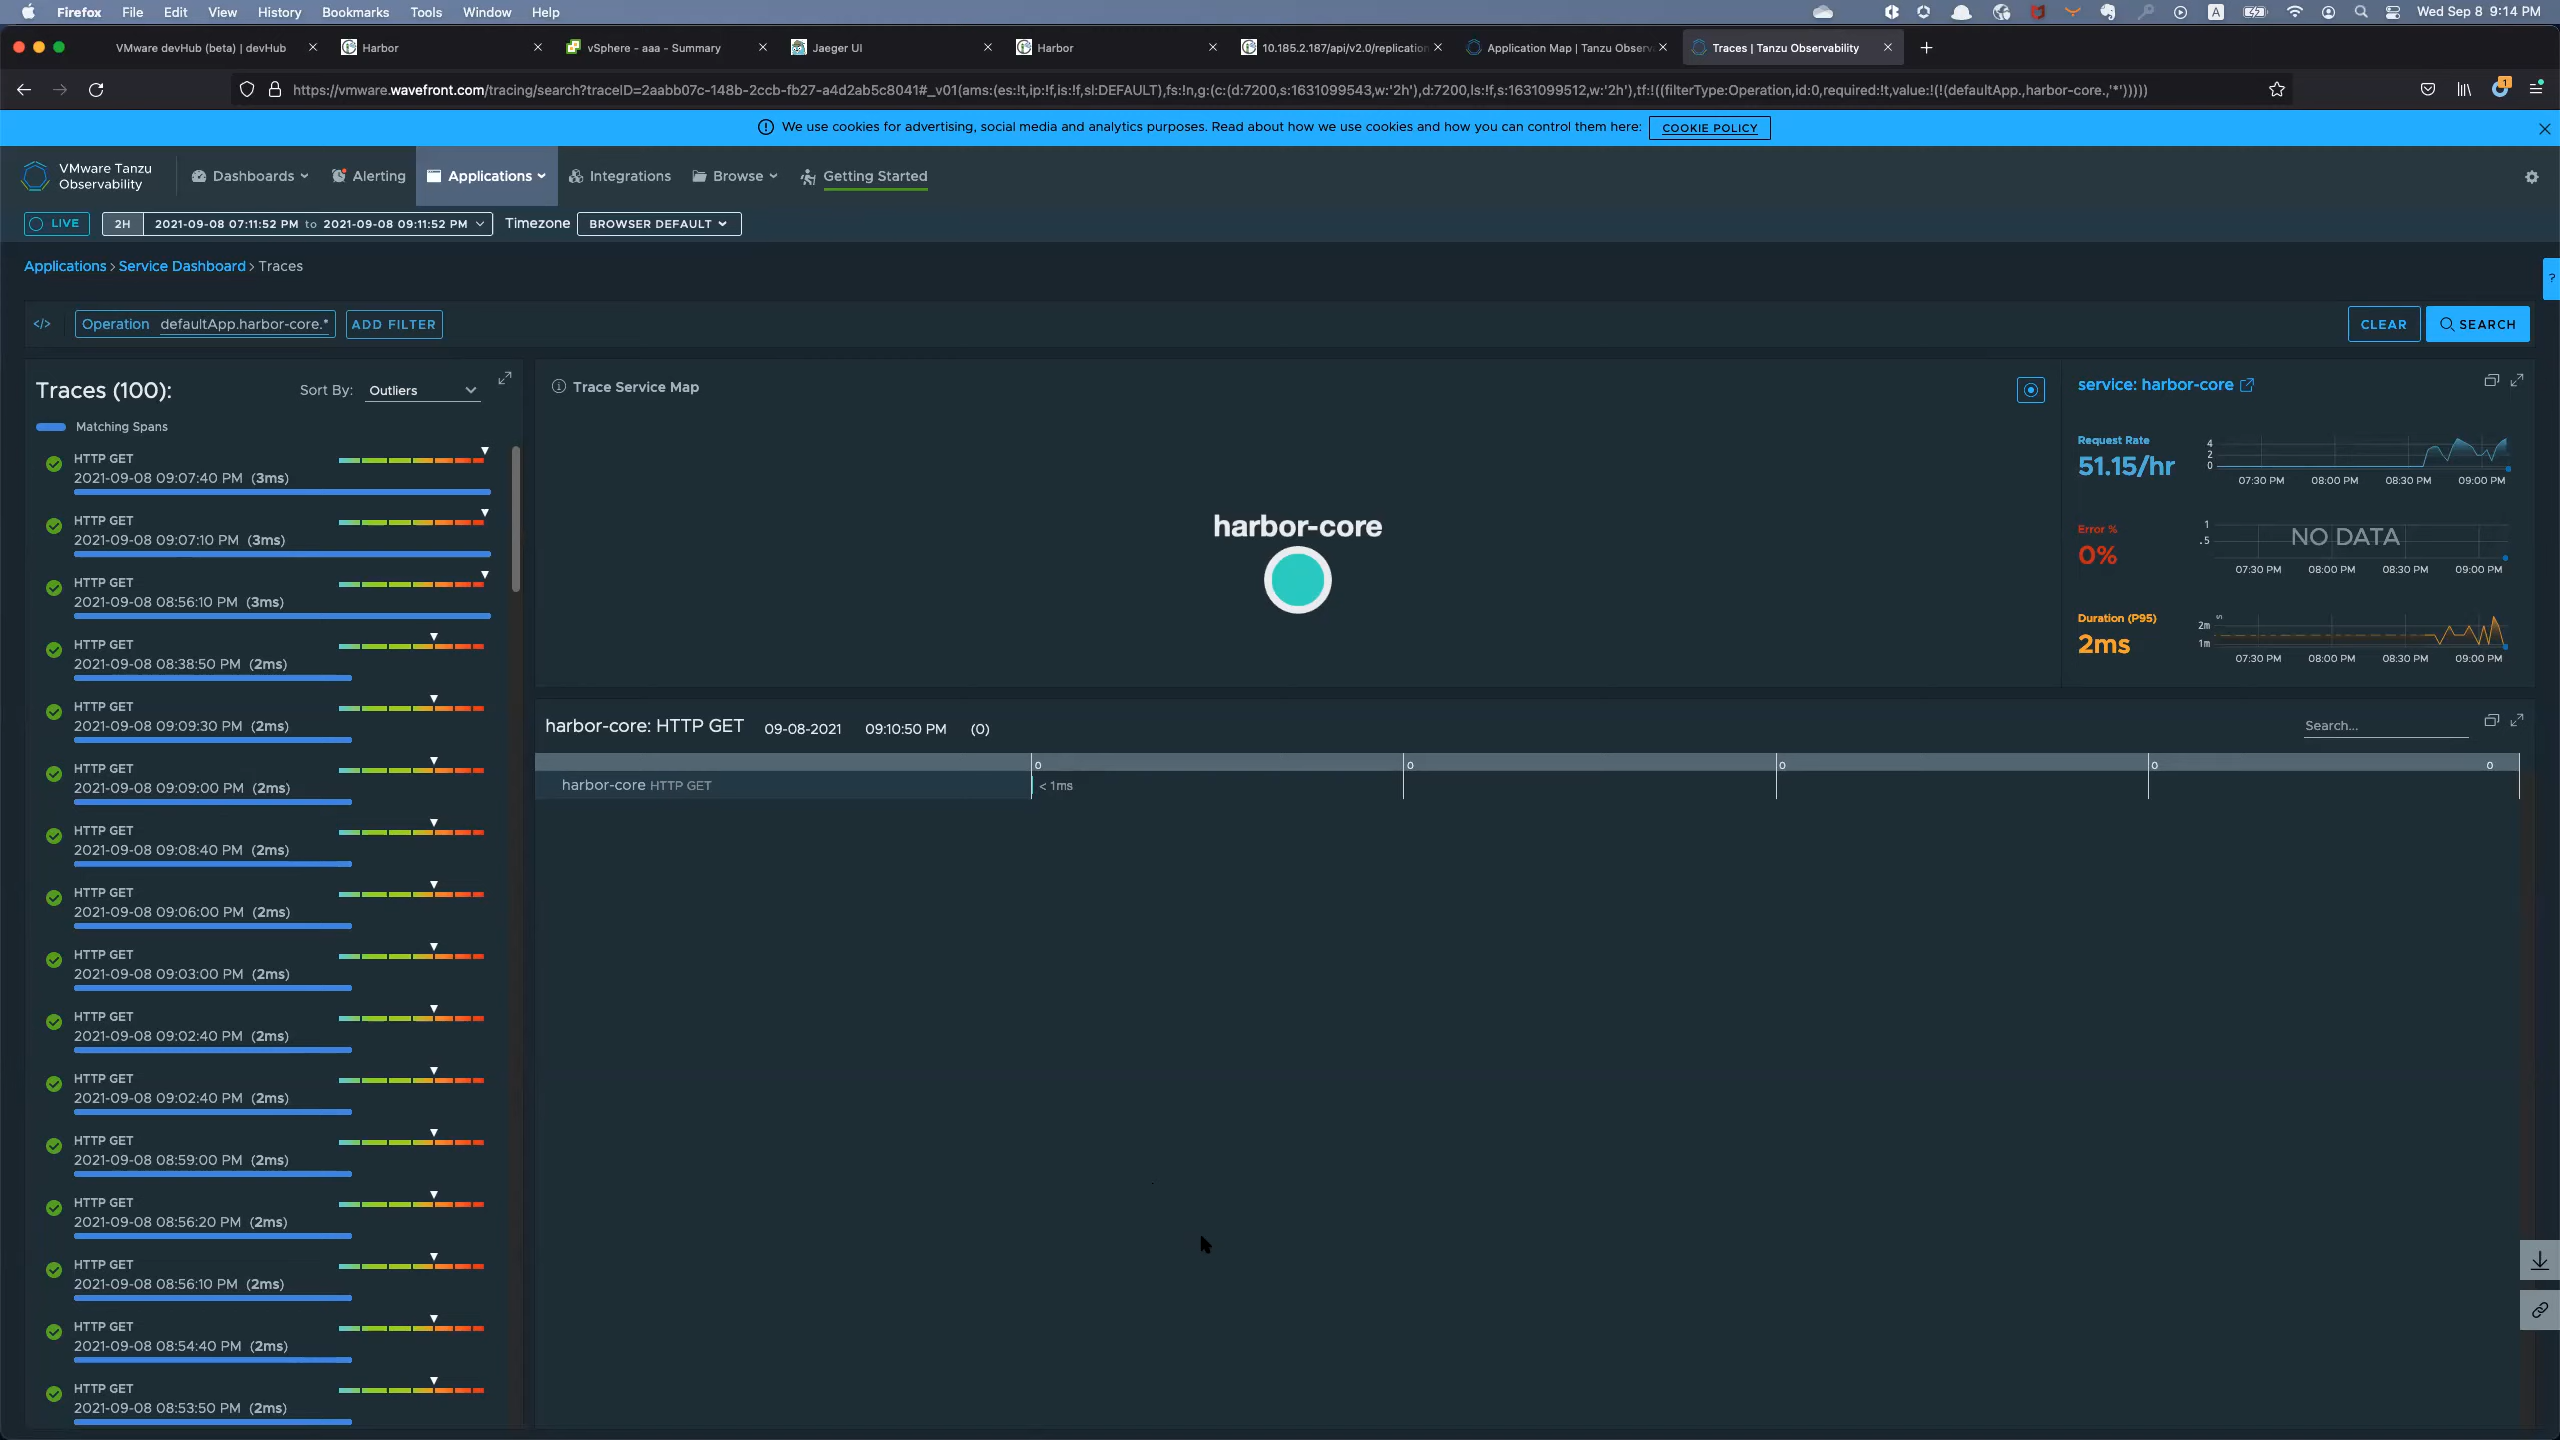 Firefox File Edit View History Bookmarks Tools Window Help
A
Wed Sep 8 9:14 PM
VMware devHub (beta) | devHub
Harbor
vSphere - aaa - Summary
Jaeger UI
Harbor
10.185.2.187/api/v2.0/replication
Application Map | Tanzu Observ
Traces | Tanzu Observability
https://vmware.wavefront.com/tracing/search?traceID=2aabb07c-148b-2ccb-fb27-a4d2ab5c8041#_v01(ams:(es:!t,ip:!f,is:!f,sl:DEFAULT),fs:!n,g:(c:(d:7200,s:1631099543,w:'2h'),d:7200,ls:!f,s:1631099512,w:'2h'),tf:!((filterType:Operation,id:0,required:!t,value:!(!(defaultApp.,harbor-core.,'*')))))
1
We use cookies for advertising, social media and analytics purposes. Read about how we use cookies and how you can control them here: COOKIE POLICY
VMware Tanzu
Observability
Dashboards Alerting Applications Integrations Browse Getting Started
LIVE 2H 2021-09-08 07:11:52 PM to 2021-09-08 09:11:52 PM Timezone BROWSER DEFAULT
Applications > Service Dashboard > Traces
?
</> Operation defaultApp.harbor-core.* ADD FILTER CLEAR SEARCH
Traces (100): Sort By: Outliers
Matching Spans
HTTP GET
2021-09-08 09:07:40 PM (3ms)
HTTP GET
2021-09-08 09:07:10 PM (3ms)
HTTP GET
2021-09-08 08:56:10 PM (3ms)
HTTP GET
2021-09-08 08:38:50 PM (2ms)
HTTP GET
2021-09-08 09:09:30 PM (2ms)
HTTP GET
2021-09-08 09:09:00 PM (2ms)
HTTP GET
2021-09-08 09:08:40 PM (2ms)
HTTP GET
2021-09-08 09:06:00 PM (2ms)
HTTP GET
2021-09-08 09:03:00 PM (2ms)
HTTP GET
2021-09-08 09:02:40 PM (2ms)
HTTP GET
2021-09-08 09:02:40 PM (2ms)
HTTP GET
2021-09-08 08:59:00 PM (2ms)
HTTP GET
2021-09-08 08:56:20 PM (2ms)
HTTP GET
2021-09-08 08:56:10 PM (2ms)
HTTP GET
2021-09-08 08:54:40 PM (2ms)
HTTP GET
2021-09-08 08:53:50 PM (2ms)
Trace Service Map
harbor-core
service: harbor-core
Request Rate
51.15/hr
4
2
0
07:30 PM 08:00 PM 08:30 PM 09:00 PM
Error %
0%
1
.5
NO DATA
07:30 PM 08:00 PM 08:30 PM 09:00 PM
Duration (P95)
2ms
s
2m
1m
07:30 PM 08:00 PM 08:30 PM 09:00 PM
harbor-core: HTTP GET 09-08-2021 09:10:50 PM (0) Search...
0 0 0 0 0
harbor-core HTTP GET < 1ms